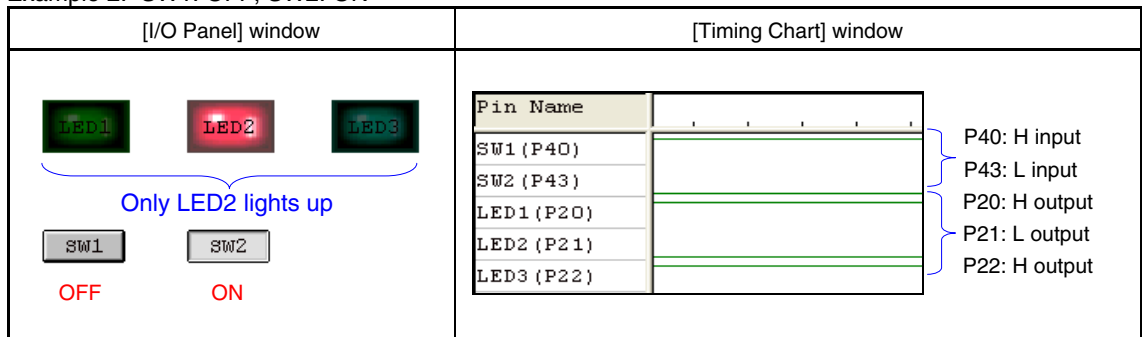 Example 2: SW1: OFF, SW2: ON
[I/O Panel] window
[Timing Chart] window
LED1 LED2 LED3
Only LED2 lights up
SW1 SW2
OFF ON
Pin Name
SW1(P40)
SW2(P43)
LED1(P20)
LED2(P21)
LED3(P22)
P40: H input
P43: L input
P20: H output
P21: L output
P22: H output